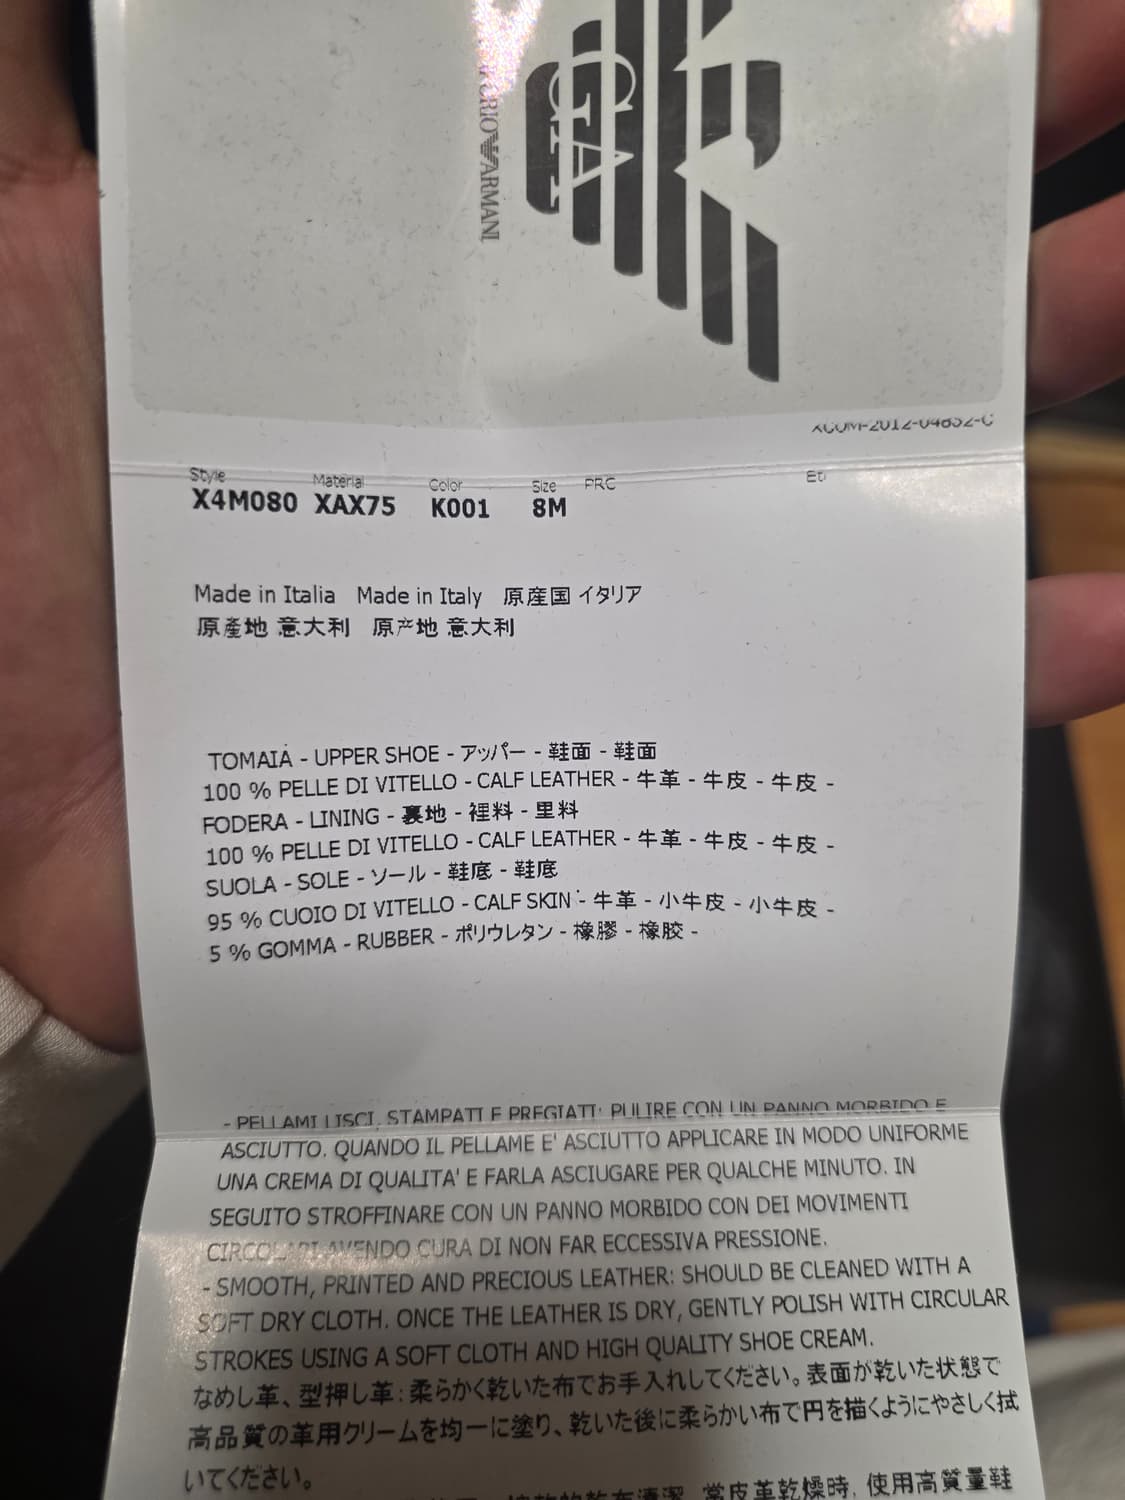 GA
ARMANI
XCOM-2012-04852-C
Style Material Color Size PRC
X4M080 XAX75 K001 8M
Made in Italia Made in Italy 原産国 イタリア
原產地 意大利 原产地 意大利
TOMAIA - UPPER SHOE - アッパー - 鞋面 - 鞋面
100 % PELLE DI VITELLO - CALF LEATHER - 牛革 - 牛皮 - 牛皮 -
FODERA - LINING - 裏地 - 裡料 - 里料
100 % PELLE DI VITELLO - CALF LEATHER - 牛革 - 牛皮 - 牛皮 -
SUOLA - SOLE - ソール - 鞋底 - 鞋底
95 % CUOIO DI VITELLO - CALF SKIN - 牛革 - 小牛皮 - 小牛皮 -
5 % GOMMA - RUBBER - ポリウレタン - 橡膠 - 橡胶 -
- PELLAMI LISCI, STAMPATI E PREGIATI: PULIRE CON UN PANNO MORBIDO E
ASCIUTTO. QUANDO IL PELLAME E' ASCIUTTO APPLICARE IN MODO UNIFORME
UNA CREMA DI QUALITA' E FARLA ASCIUGARE PER QUALCHE MINUTO. IN
SEGUITO STROFFINARE CON UN PANNO MORBIDO CON DEI MOVIMENTI
CIRCOLARI AVENDO CURA DI NON FAR ECCESSIVA PRESSIONE.
- SMOOTH, PRINTED AND PRECIOUS LEATHER: SHOULD BE CLEANED WITH A
SOFT DRY CLOTH. ONCE THE LEATHER IS DRY, GENTLY POLISH WITH CIRCULAR
STROKES USING A SOFT CLOTH AND HIGH QUALITY SHOE CREAM.
なめし革、型押し革：柔らかく乾いた布でお手入れしてください。表面が乾いた状態で
高品質の革用クリームを均一に塗り、乾いた後に柔らかい布で円を描くようにやさしく拭
いてください。
當皮革乾燥時, 使用高質量鞋